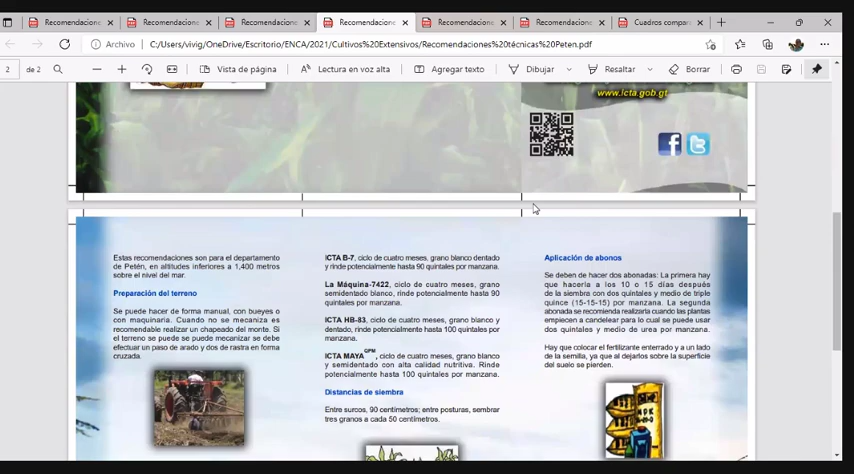 Recomendacione
Recomendacione
Recomendacione
Recomendacione
Recomendacione
Recomendacione
Cuadros compar
Archivo | C:/Users/vivig/OneDrive/Escritorio/ENCA/2021/Cultivos%20Extensivos/Recomendaciones%20técnicas%20Peten.pdf
2 de 2
Vista de página
Lectura en voz alta
Agregar texto
Dibujar
Resaltar
Borrar
www.icta.gob.gt
Estas recomendaciones son para el departamento
de Petén, en altitudes inferiores a 1,400 metros
sobre el nivel del mar.
Preparación del terreno
Se puede hacer de forma manual, con bueyes o
con maquinaria. Cuando no se mecaniza es
recomendable realizar un chapeado del monte. Si
el terreno se puede se puede mecanizar se debe
efectuar un paso de arado y dos de rastra en forma
cruzada.
ICTA B-7, ciclo de cuatro meses, grano blanco dentado
y rinde potencialmente hasta 90 quintales por manzana.
La Máquina-7422, ciclo de cuatro meses, grano
semidentado blanco, rinde potencialmente hasta 90
quintales por manzana.
ICTA HB-83, ciclo de cuatro meses, grano blanco y
dentado, rinde potencialmente hasta 100 quintales por
manzana.
ICTA MAYA QPM, ciclo de cuatro meses, grano blanco
y semidentado con alta calidad nutritiva. Rinde
potencialmente hasta 100 quintales por manzana.
Distancias de siembra
Entre surcos, 90 centímetros; entre posturas, sembrar
tres granos a cada 50 centímetros.
Aplicación de abonos
Se deben de hacer dos abonadas: La primera hay
que hacerla a los 10 o 15 días después
de la siembra con dos quintales y medio de triple
quince (15-15-15) por manzana. La segunda
abonada se recomienda realizarla cuando las plantas
empiecen a candelear para lo cual se puede usar
dos quintales y medio de urea por manzana.
Hay que colocar el fertilizante enterrado y a un lado
de la semilla, ya que al dejarlos sobre la superficie
del suelo se pierden.